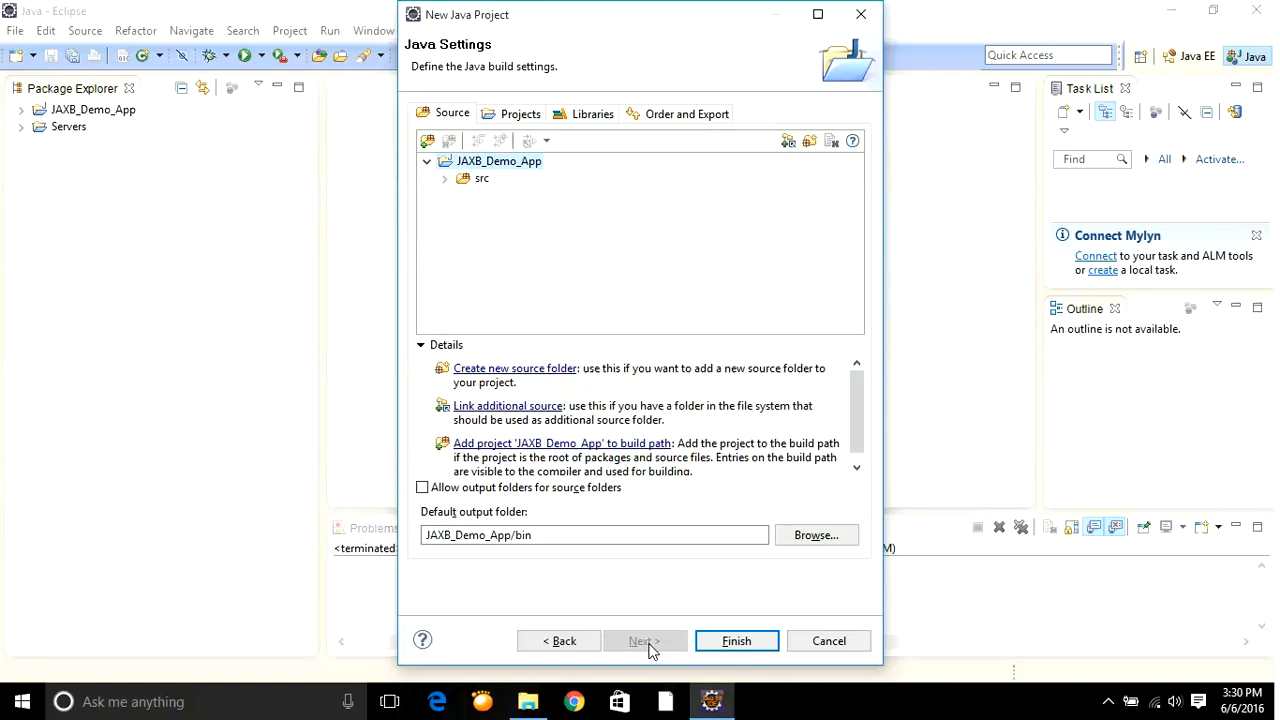 Java - Eclipse
File Edit Source Refactor Navigate Search Project Run Window
Quick Access
Java EE
Java
Package Explorer
JAXB_Demo_App
Servers
New Java Project
Java Settings
Define the Java build settings.
Source Projects Libraries Order and Export
JAXB_Demo_App
src
Details
Create new source folder: use this if you want to add a new source folder to
your project.
Link additional source: use this if you have a folder in the file system that
should be used as additional source folder.
Add project 'JAXB_Demo_App' to build path: Add the project to the build path
if the project is the root of packages and source files. Entries on the build path
are visible to the compiler and used for building.
Allow output folders for source folders
Default output folder:
JAXB_Demo_App/bin
Browse...
< Back Next > Finish Cancel
Task List
Find All Activate...
Connect Mylyn
Connect to your task and ALM tools
or create a local task.
Outline
An outline is not available.
Problems
<terminated>
M)
Ask me anything
3:30 PM
6/6/2016